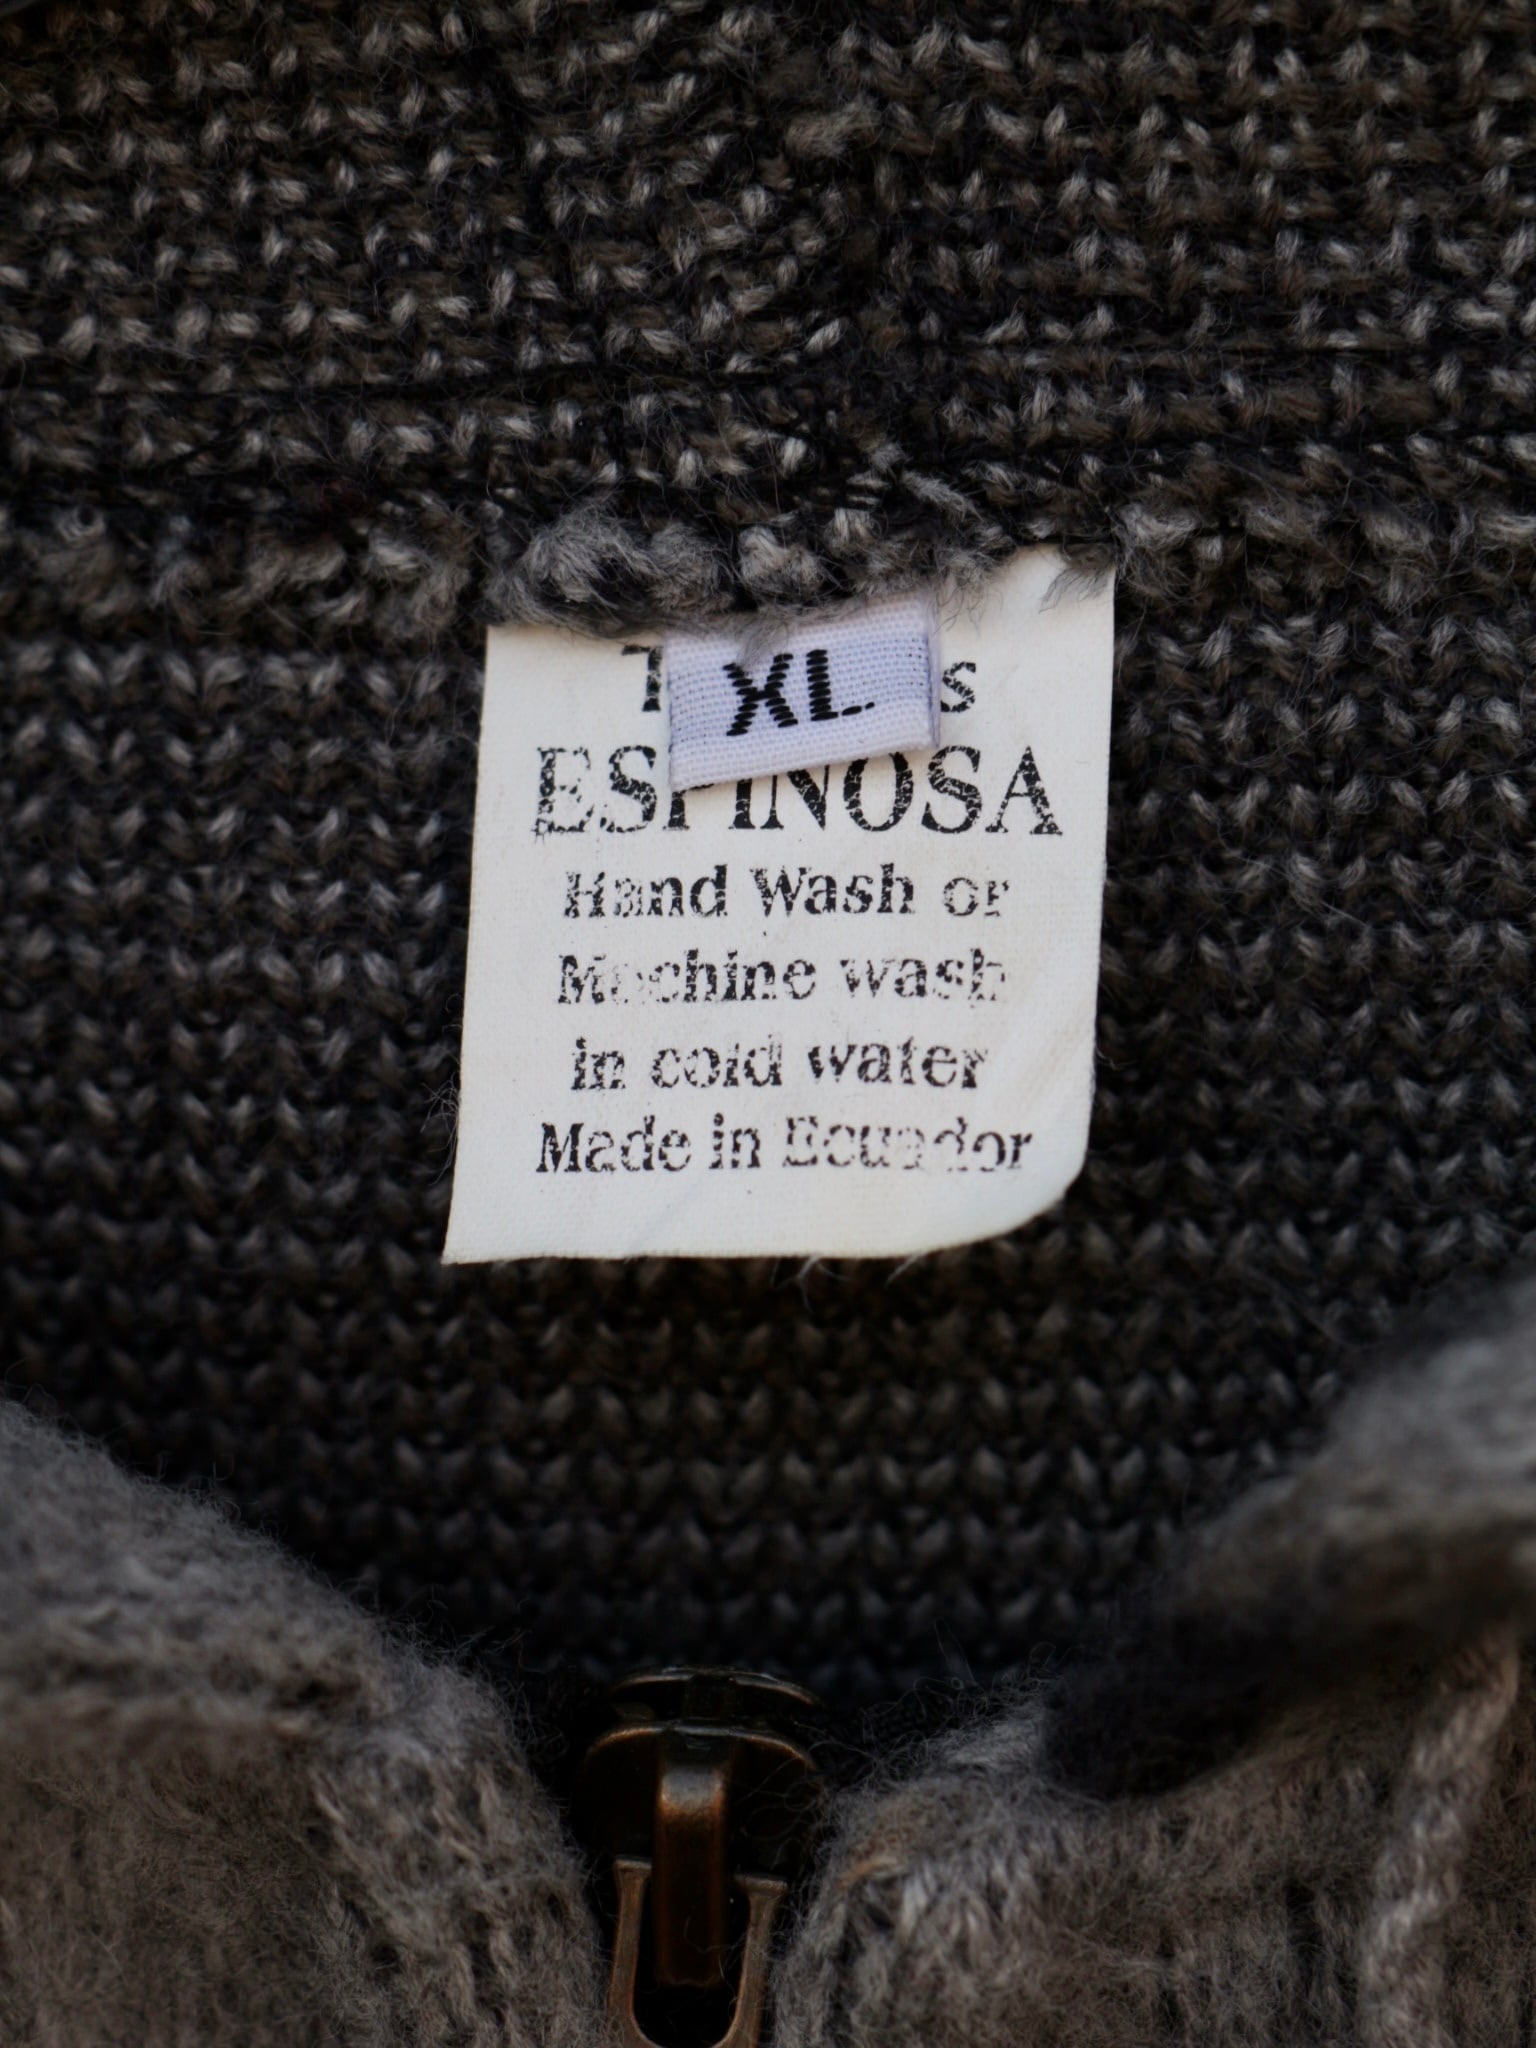 XL
ESPINOSA
Hand Wash or
Machine wash
in cold water
Made in Ecuador